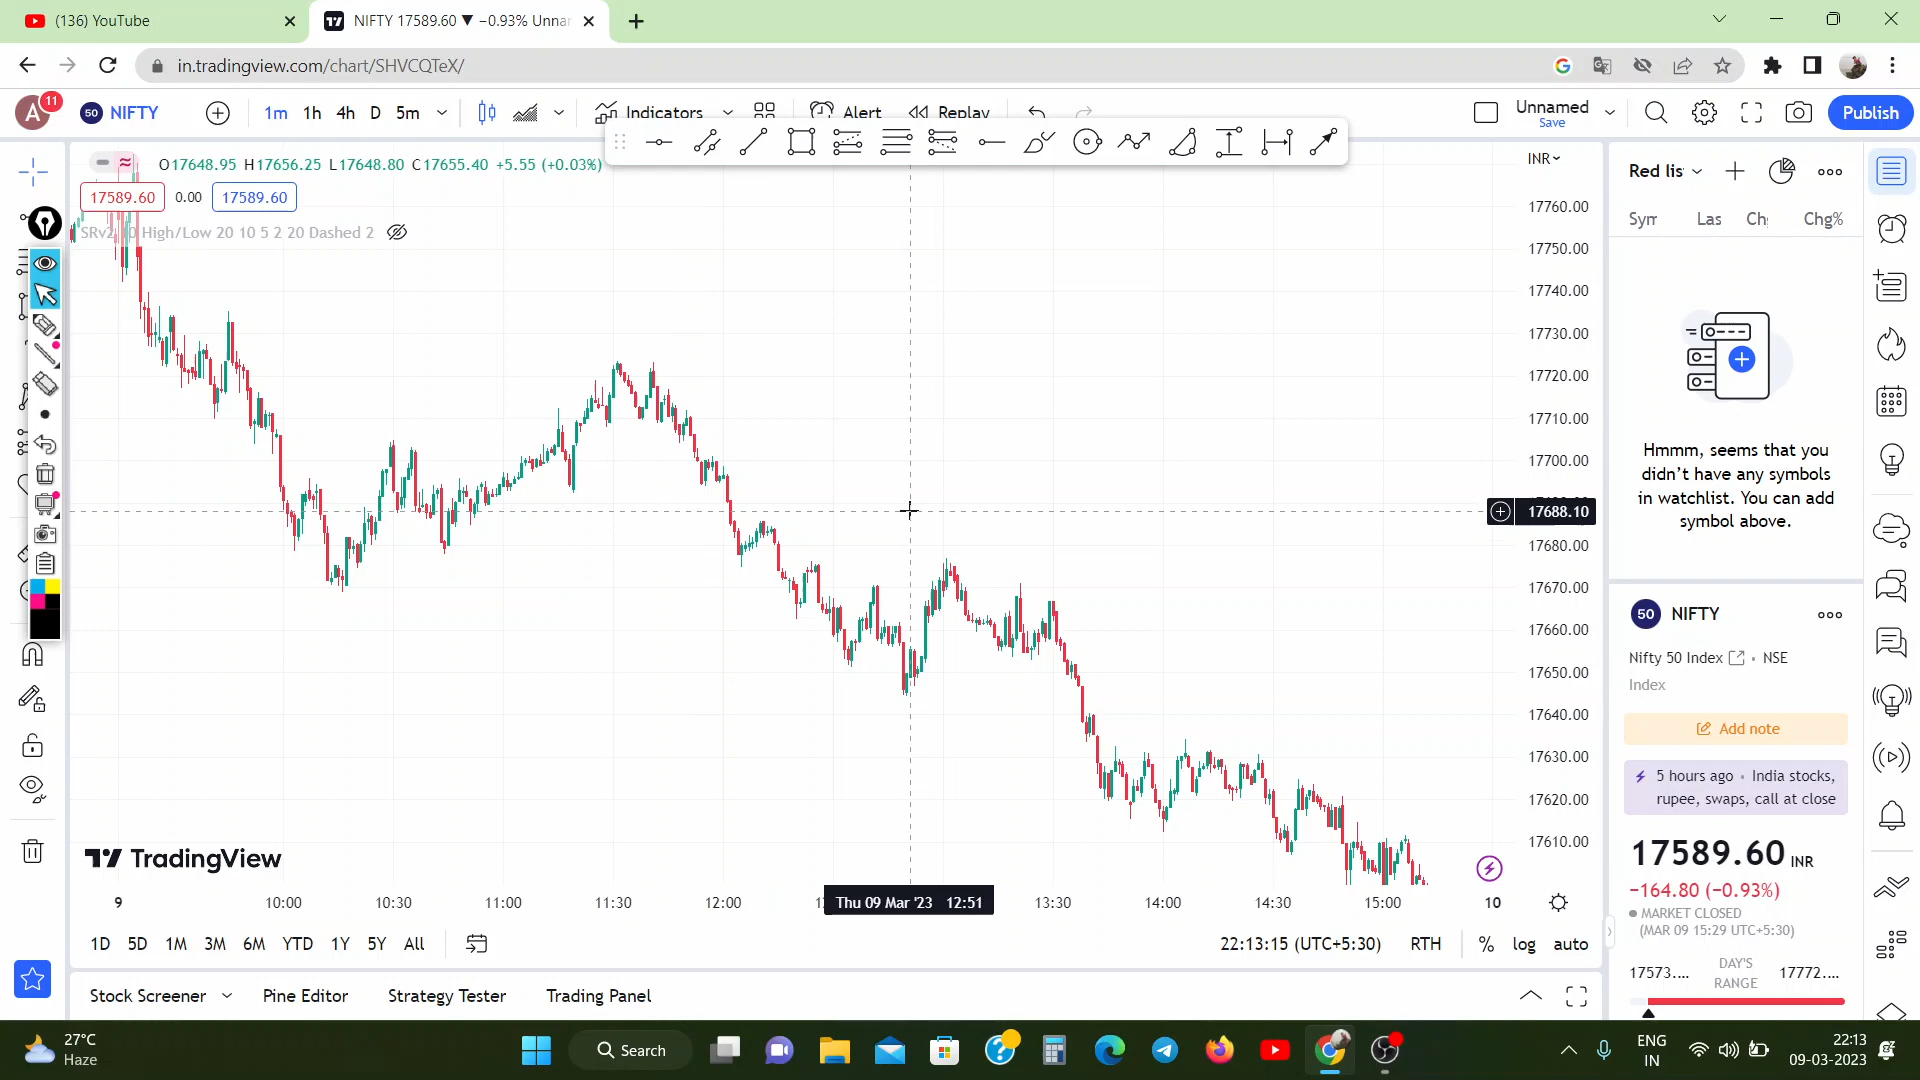 (136) YouTube
NIFTY 17589.60 ▼ −0.93% Unnar
in.tradingview.com/chart/SHVCQTeX/
A 11
50 NIFTY
1m 1h 4h D 5m
Indicators
Alert
Replay
Unnamed
Save
Publish
O17648.95 H17656.25 L17648.80 C17655.40 +5.55 (+0.03%)
17589.60 0.00 17589.60
High/Low 20 10 5 2 20 Dashed 2
INR
17760.00
17750.00
17740.00
17730.00
17720.00
17710.00
17700.00
17688.10
17680.00
17670.00
17660.00
17650.00
17640.00
17630.00
17620.00
17610.00
TradingView
9 10:00 10:30 11:00 11:30 12:00 Thu 09 Mar '23 12:51 13:30 14:00 14:30 15:00 10
1D 5D 1M 3M 6M YTD 1Y 5Y All
22:13:15 (UTC+5:30) RTH % log auto
Stock Screener Pine Editor Strategy Tester Trading Panel
Red lis
Sym Las Chg Chg%
Hmmm, seems that you
didn't have any symbols
in watchlist. You can add
symbol above.
50 NIFTY
Nifty 50 Index • NSE
Index
Add note
5 hours ago • India stocks,
rupee, swaps, call at close
17589.60 INR
−164.80 (−0.93%)
MARKET CLOSED
(MAR 09 15:29 UTC+5:30)
17573.... DAY'S
RANGE 17772....
27°C
Haze
Search
ENG
IN
22:13
09-03-2023